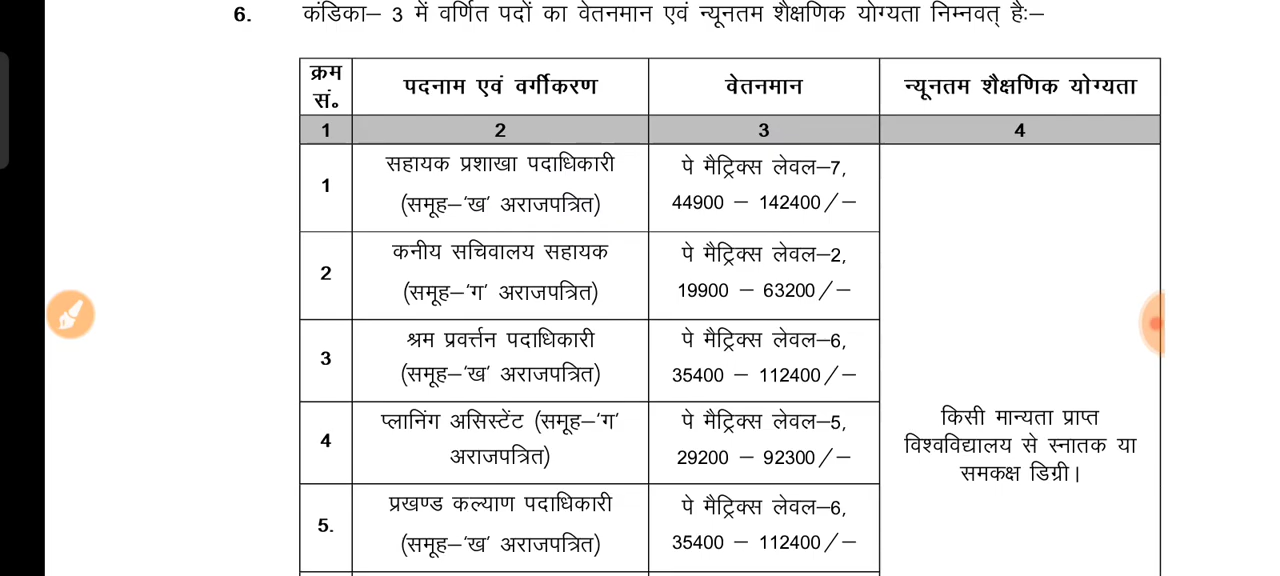 6. कंडिका– 3 में वर्णित पदों का वेतनमान एवं न्यूनतम शैक्षणिक योग्यता निम्नवत् हैः–
क्रम सं. पदनाम एवं वर्गीकरण वेतनमान न्यूनतम शैक्षणिक योग्यता
1 2 3 4
1 सहायक प्रशाखा पदाधिकारी पे मैट्रिक्स लेवल–7,
(समूह–'ख' अराजपत्रित) 44900 – 142400/–
2 कनीय सचिवालय सहायक पे मैट्रिक्स लेवल–2,
(समूह–'ग' अराजपत्रित) 19900 – 63200/–
3 श्रम प्रवर्त्तन पदाधिकारी पे मैट्रिक्स लेवल–6,
(समूह–'ख' अराजपत्रित) 35400 – 112400/–
4 प्लानिंग असिस्टेंट (समूह–'ग' पे मैट्रिक्स लेवल–5,
अराजपत्रित) 29200 – 92300/–
5. प्रखण्ड कल्याण पदाधिकारी पे मैट्रिक्स लेवल–6,
(समूह–'ख' अराजपत्रित) 35400 – 112400/–
किसी मान्यता प्राप्त
विश्वविद्यालय से स्नातक या
समकक्ष डिग्री।